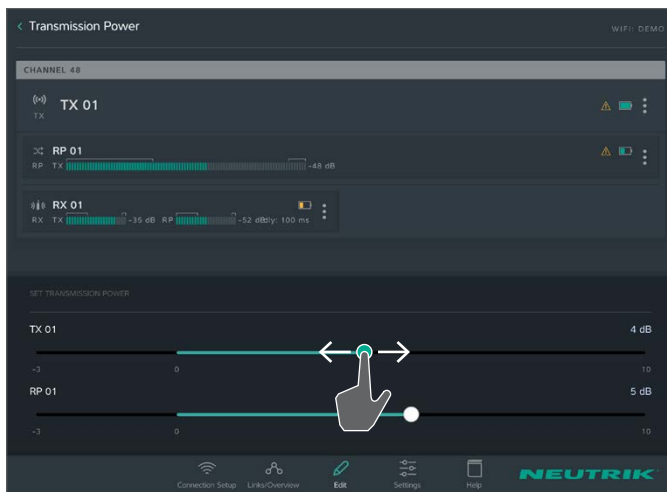 Transmission Power
WIFI: DEMO
CHANNEL 48
TX 01
TX
RP 01
RP TX -48 dB
RX 01
RX TX -35 dB RP -52 dB dly: 100 ms
SET TRANSMISSION POWER
TX 01 4 dB
-3 0 10
RP 01 5 dB
-3 0 10
Connection Setup Links/Overview Edit Settings Help
NEUTRIK